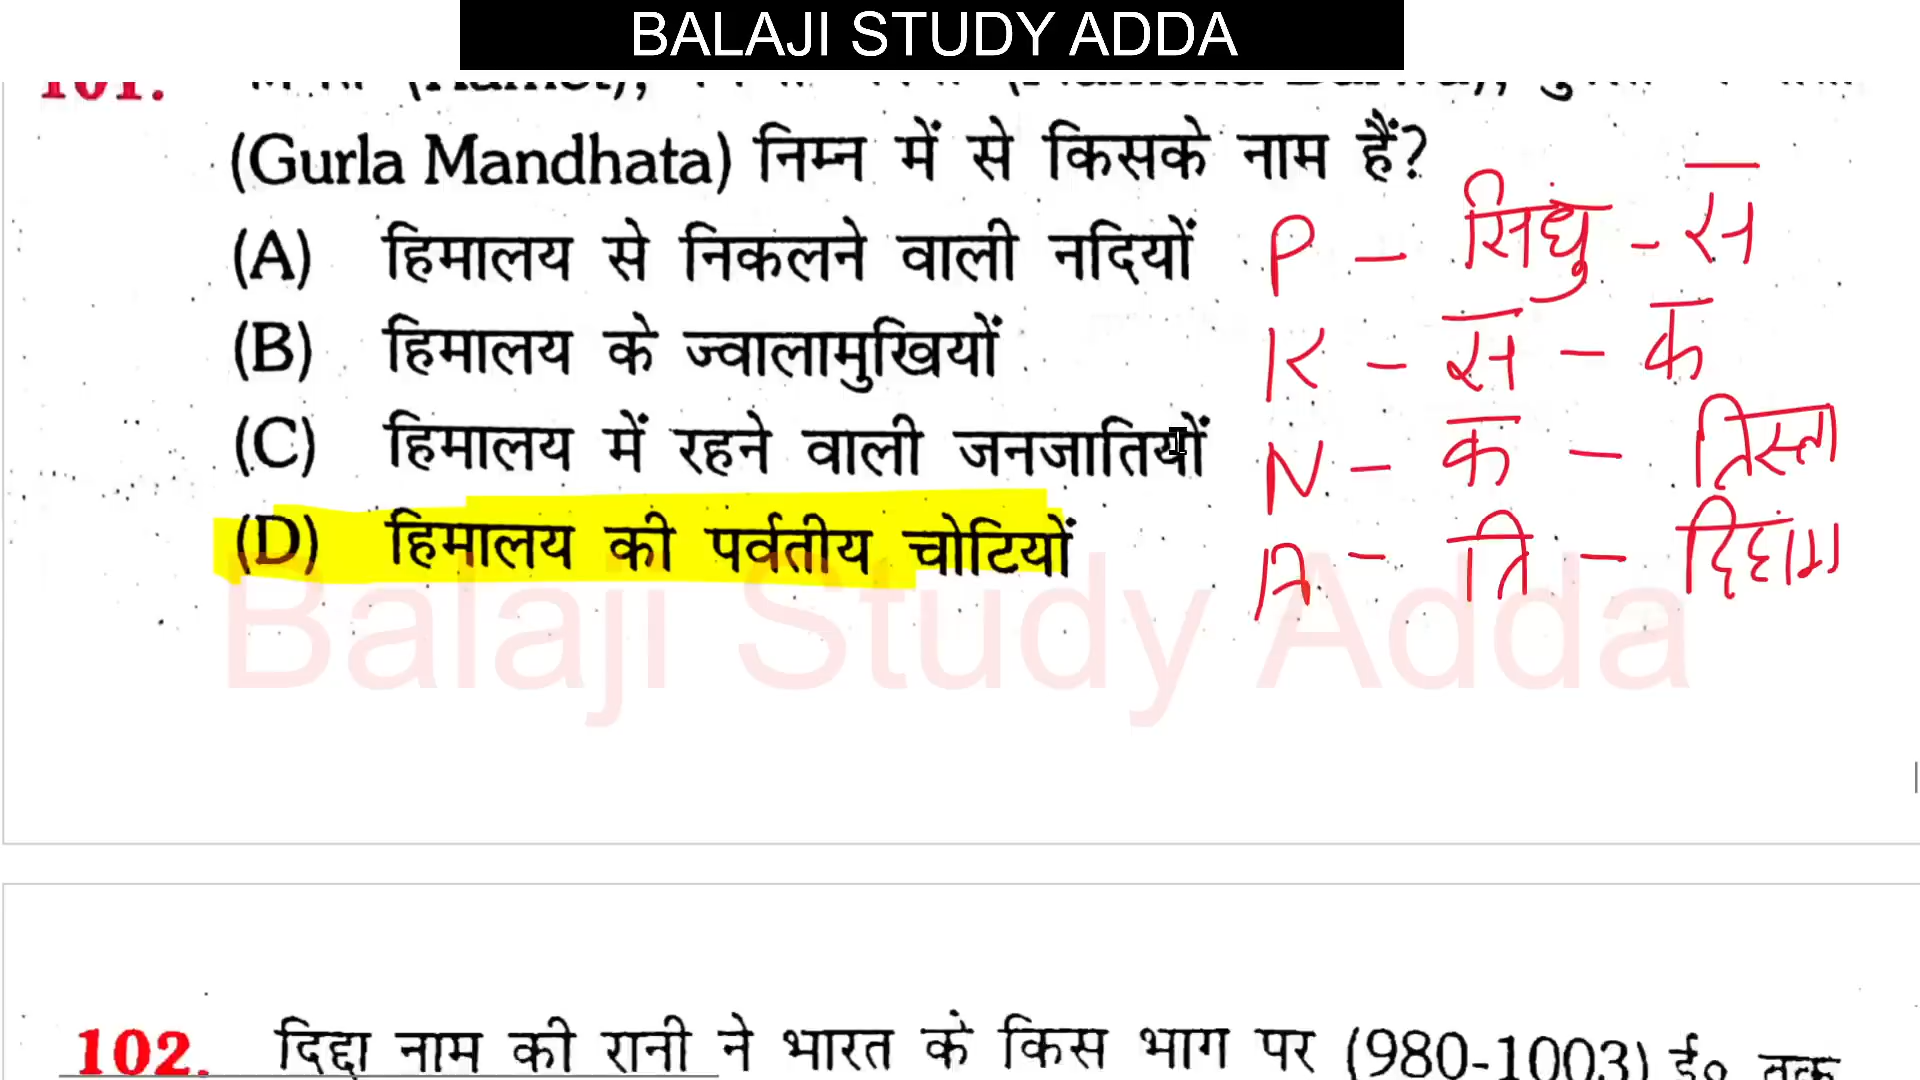 BALAJI STUDY ADDA
101.
(Gurla Mandhata) निम्न में से किसके नाम हैं?
(A) हिमालय से निकलने वाली नदियों
P - सिंधु - स
(B) हिमालय के ज्वालामुखियों
K - स - क
(C) हिमालय में रहने वाली जनजातियों
N - क - तिस्ता
(D) हिमालय की पर्वतीय चोटियों
A - ति -
Balaji Study Adda
102. दिद्दा नाम की रानी ने भारत के किस भाग पर (980-1003) ई० तक